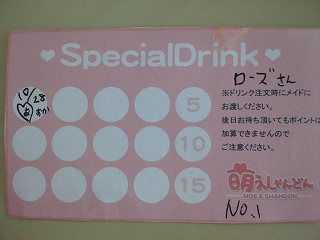 ♥ SpecialDrink ♥
ローズさん
10/28
5
10
15
※ドリンク注文時にメイドに
お渡しください。
後日お持ち頂いてもポイントは
加算できませんので
ご注意ください。
萌えしゃんどん
MOE & SHANDON
No.1